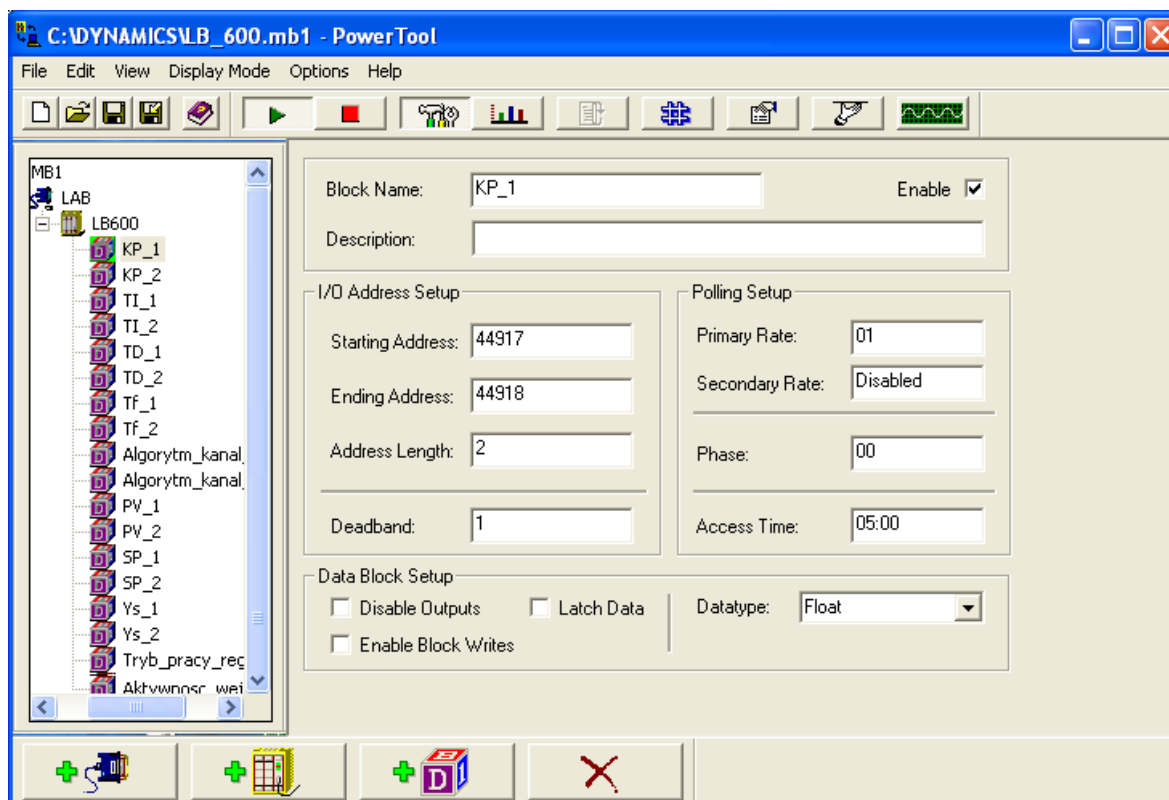 C:\DYNAMICS\LB_600.mb1 - PowerTool
File Edit View Display Mode Options Help
MB1
LAB
LB600
KP_1
KP_2
TI_1
TI_2
TD_1
TD_2
Tf_1
Tf_2
Algorytm_kanal_
Algorytm_kanal_
PV_1
PV_2
SP_1
SP_2
Ys_1
Ys_2
Tryb_pracy_reg
Aktywnosc_wej
Block Name: KP_1 Enable
Description:
I/O Address Setup
Starting Address: 44917
Ending Address: 44918
Address Length: 2
Deadband: 1
Polling Setup
Primary Rate: 01
Secondary Rate: Disabled
Phase: 00
Access Time: 05:00
Data Block Setup
Disable Outputs Latch Data Datatype: Float
Enable Block Writes